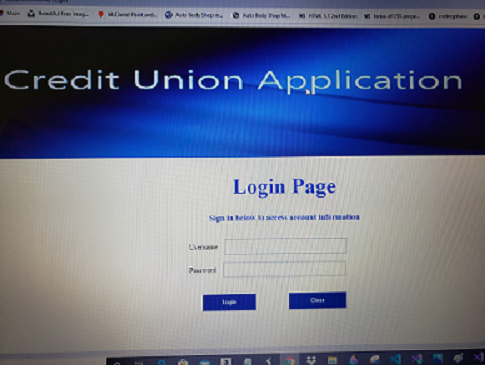 Maps Beautiful Free Imag... McDaniel Paint and... Auto Body Shop in... Auto Body Shop M... HTML 5.1 2nd Edition Index of CSS prope...
Credit Union Application
Login Page
Sign in below to access account information
Username
Password
login Clear